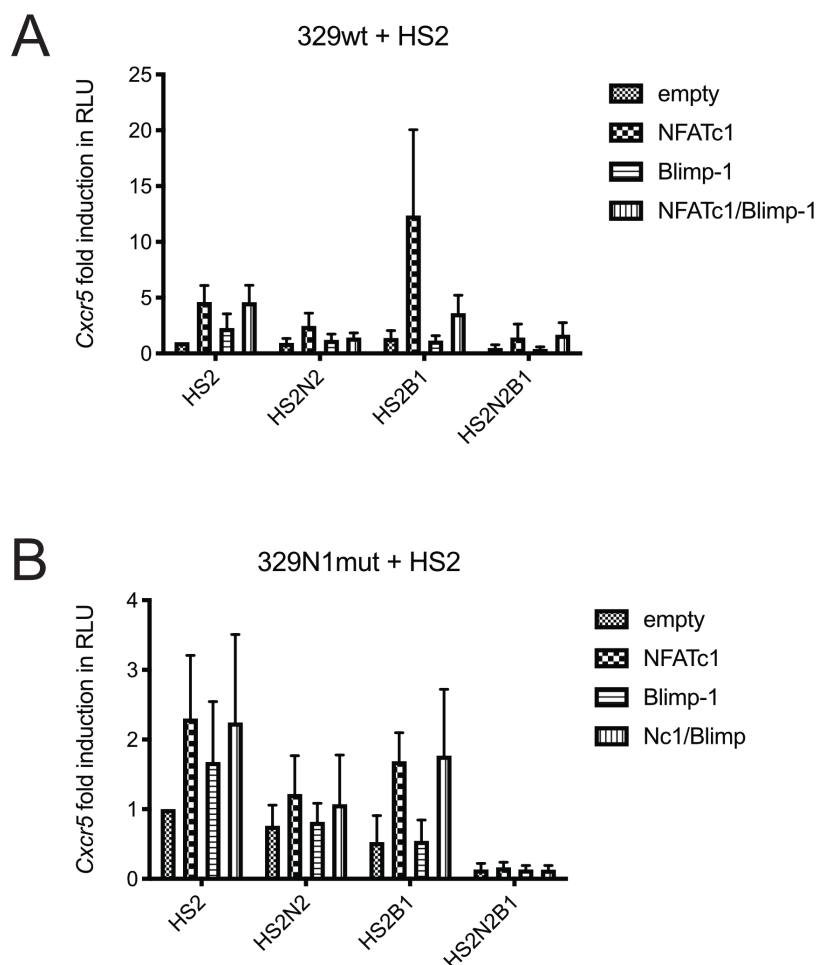 A
329wt + HS2
Cxcr5 fold induction in RLU
25
20
15
10
5
0
HS2
HS2N2
HS2B1
HS2N2B1
empty
NFATc1
Blimp-1
NFATc1/Blimp-1
B
329N1mut + HS2
Cxcr5 fold induction in RLU
4
3
2
1
0
HS2
HS2N2
HS2B1
HS2N2B1
empty
NFATc1
Blimp-1
Nc1/Blimp